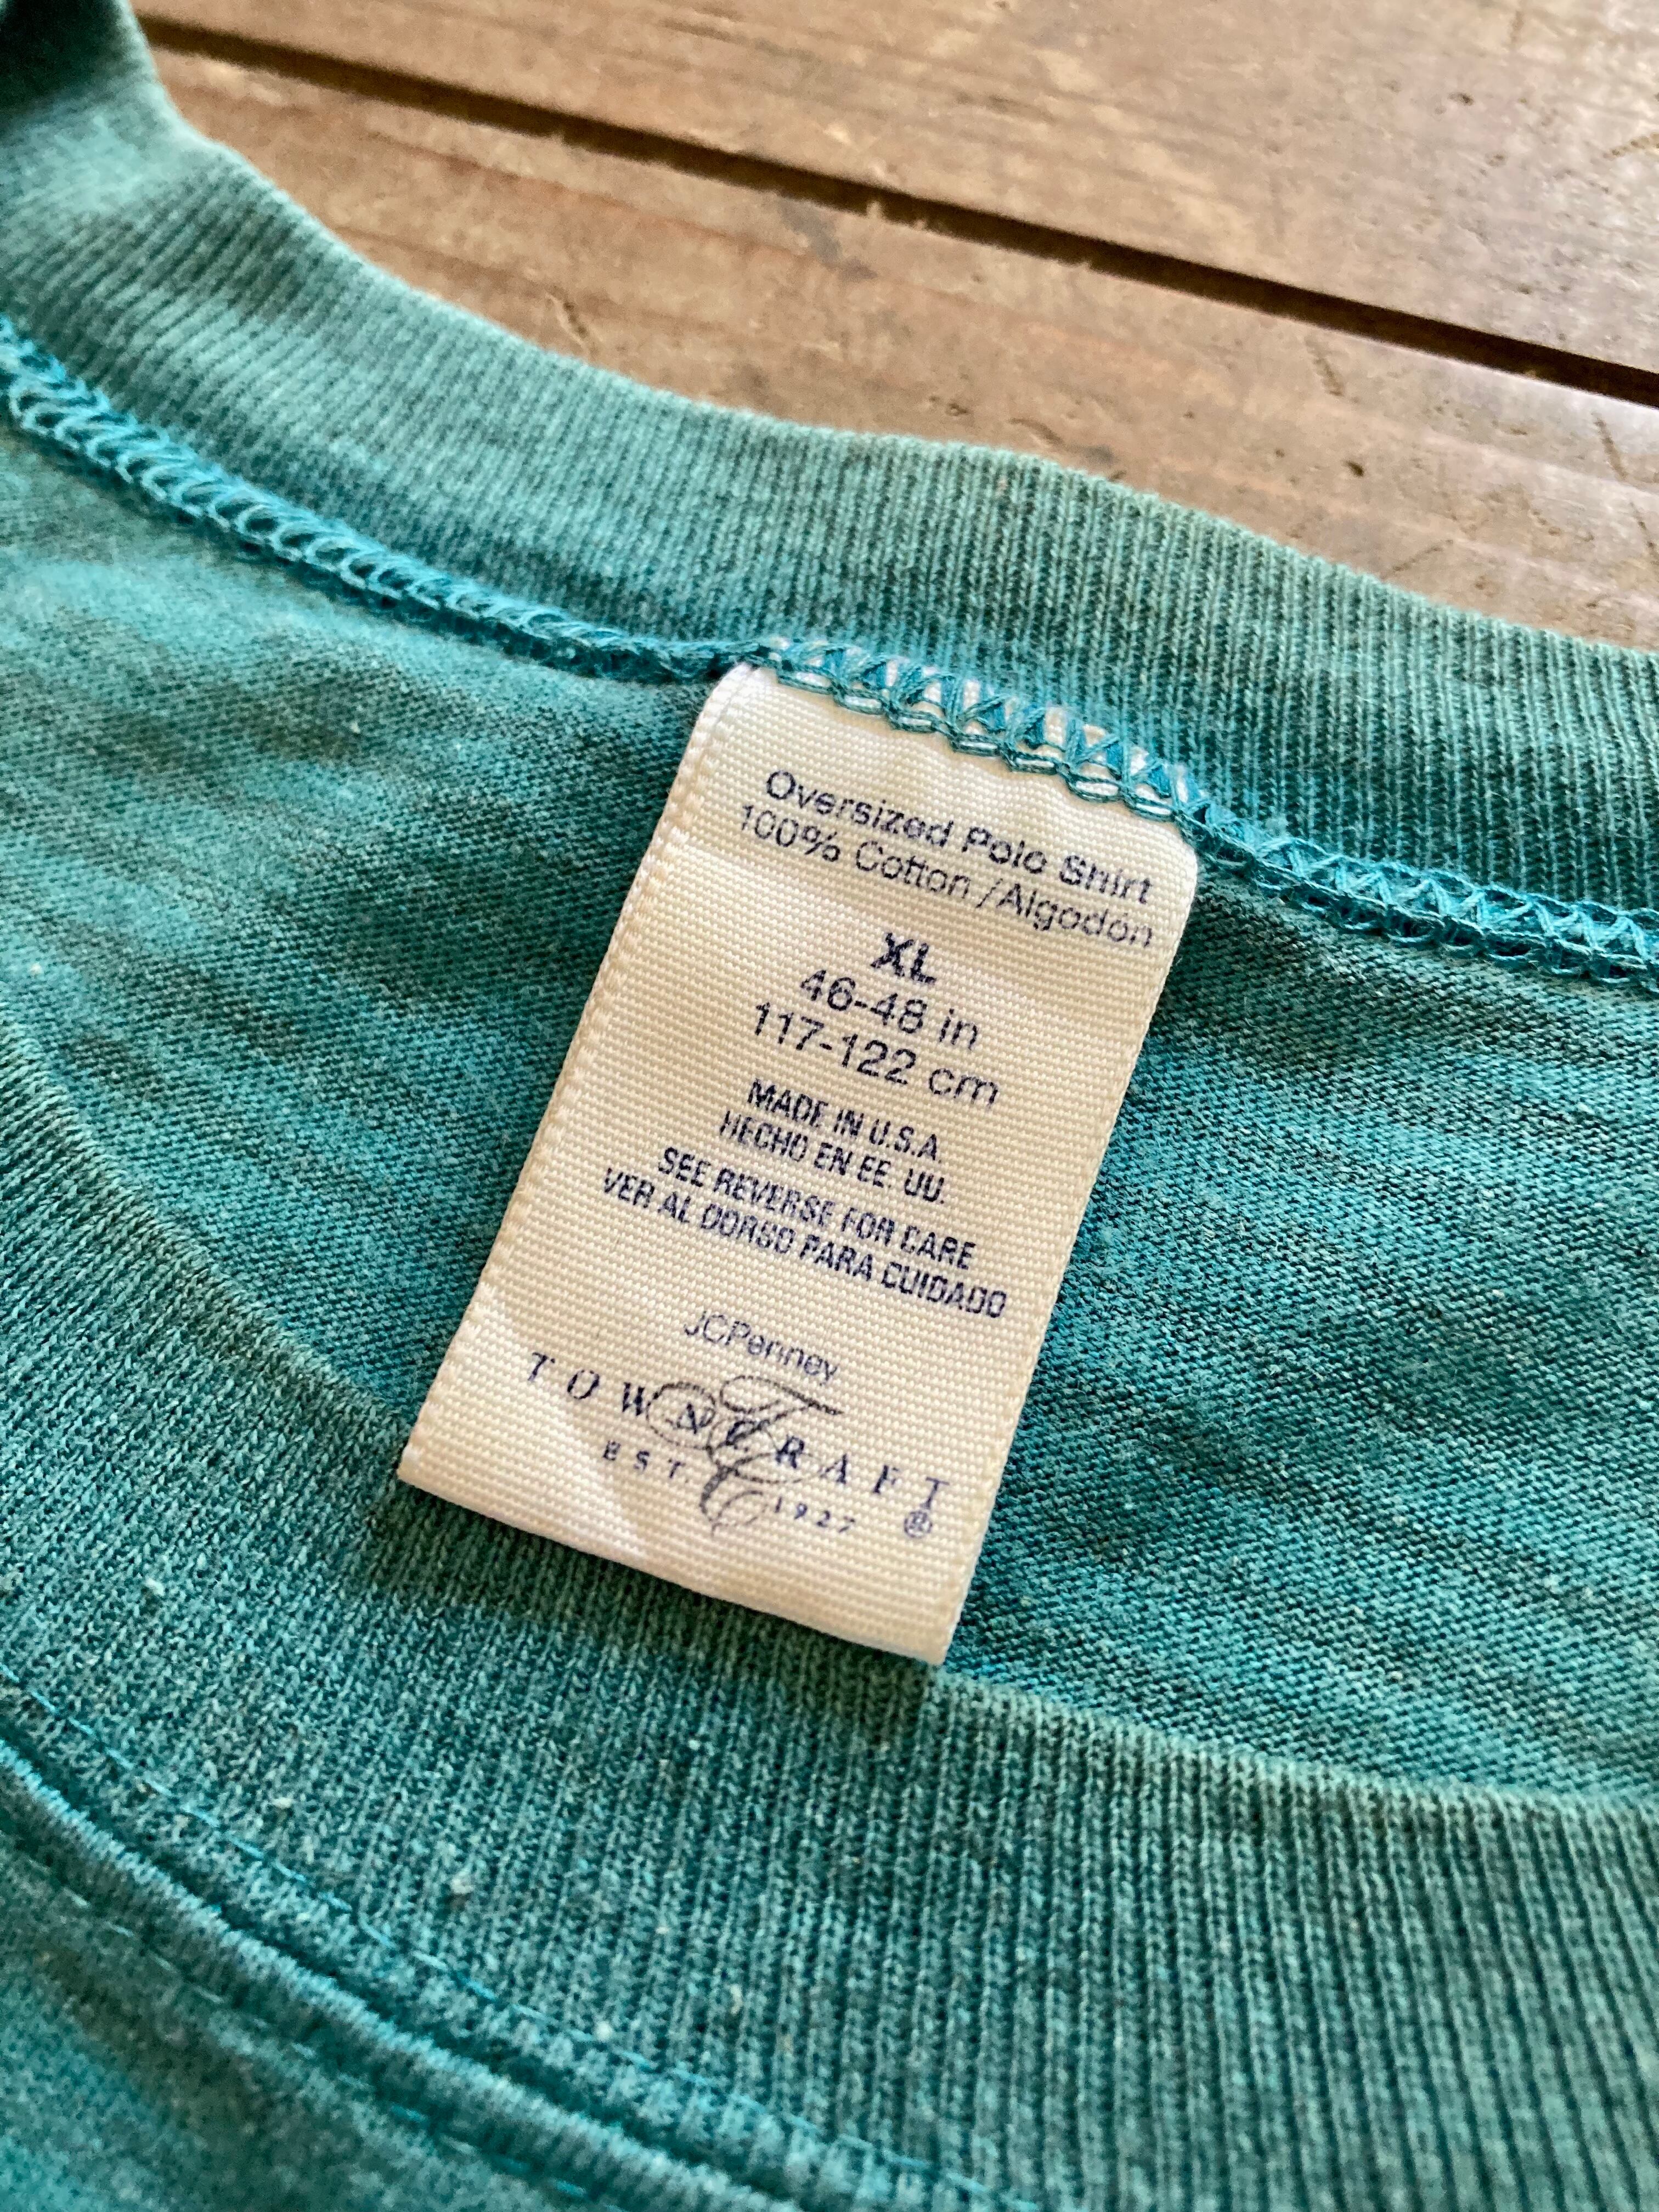 Oversized Polo Shirt
100% Cotton /Algodón
XL
46-48 in
117-122 cm
MADE IN U.S.A.
HECHO EN EE. UU.
SEE REVERSE FOR CARE
VER AL DORSO PARA CUIDADO
JCPenney
TOWNCRAFT
EST. 1927 ®